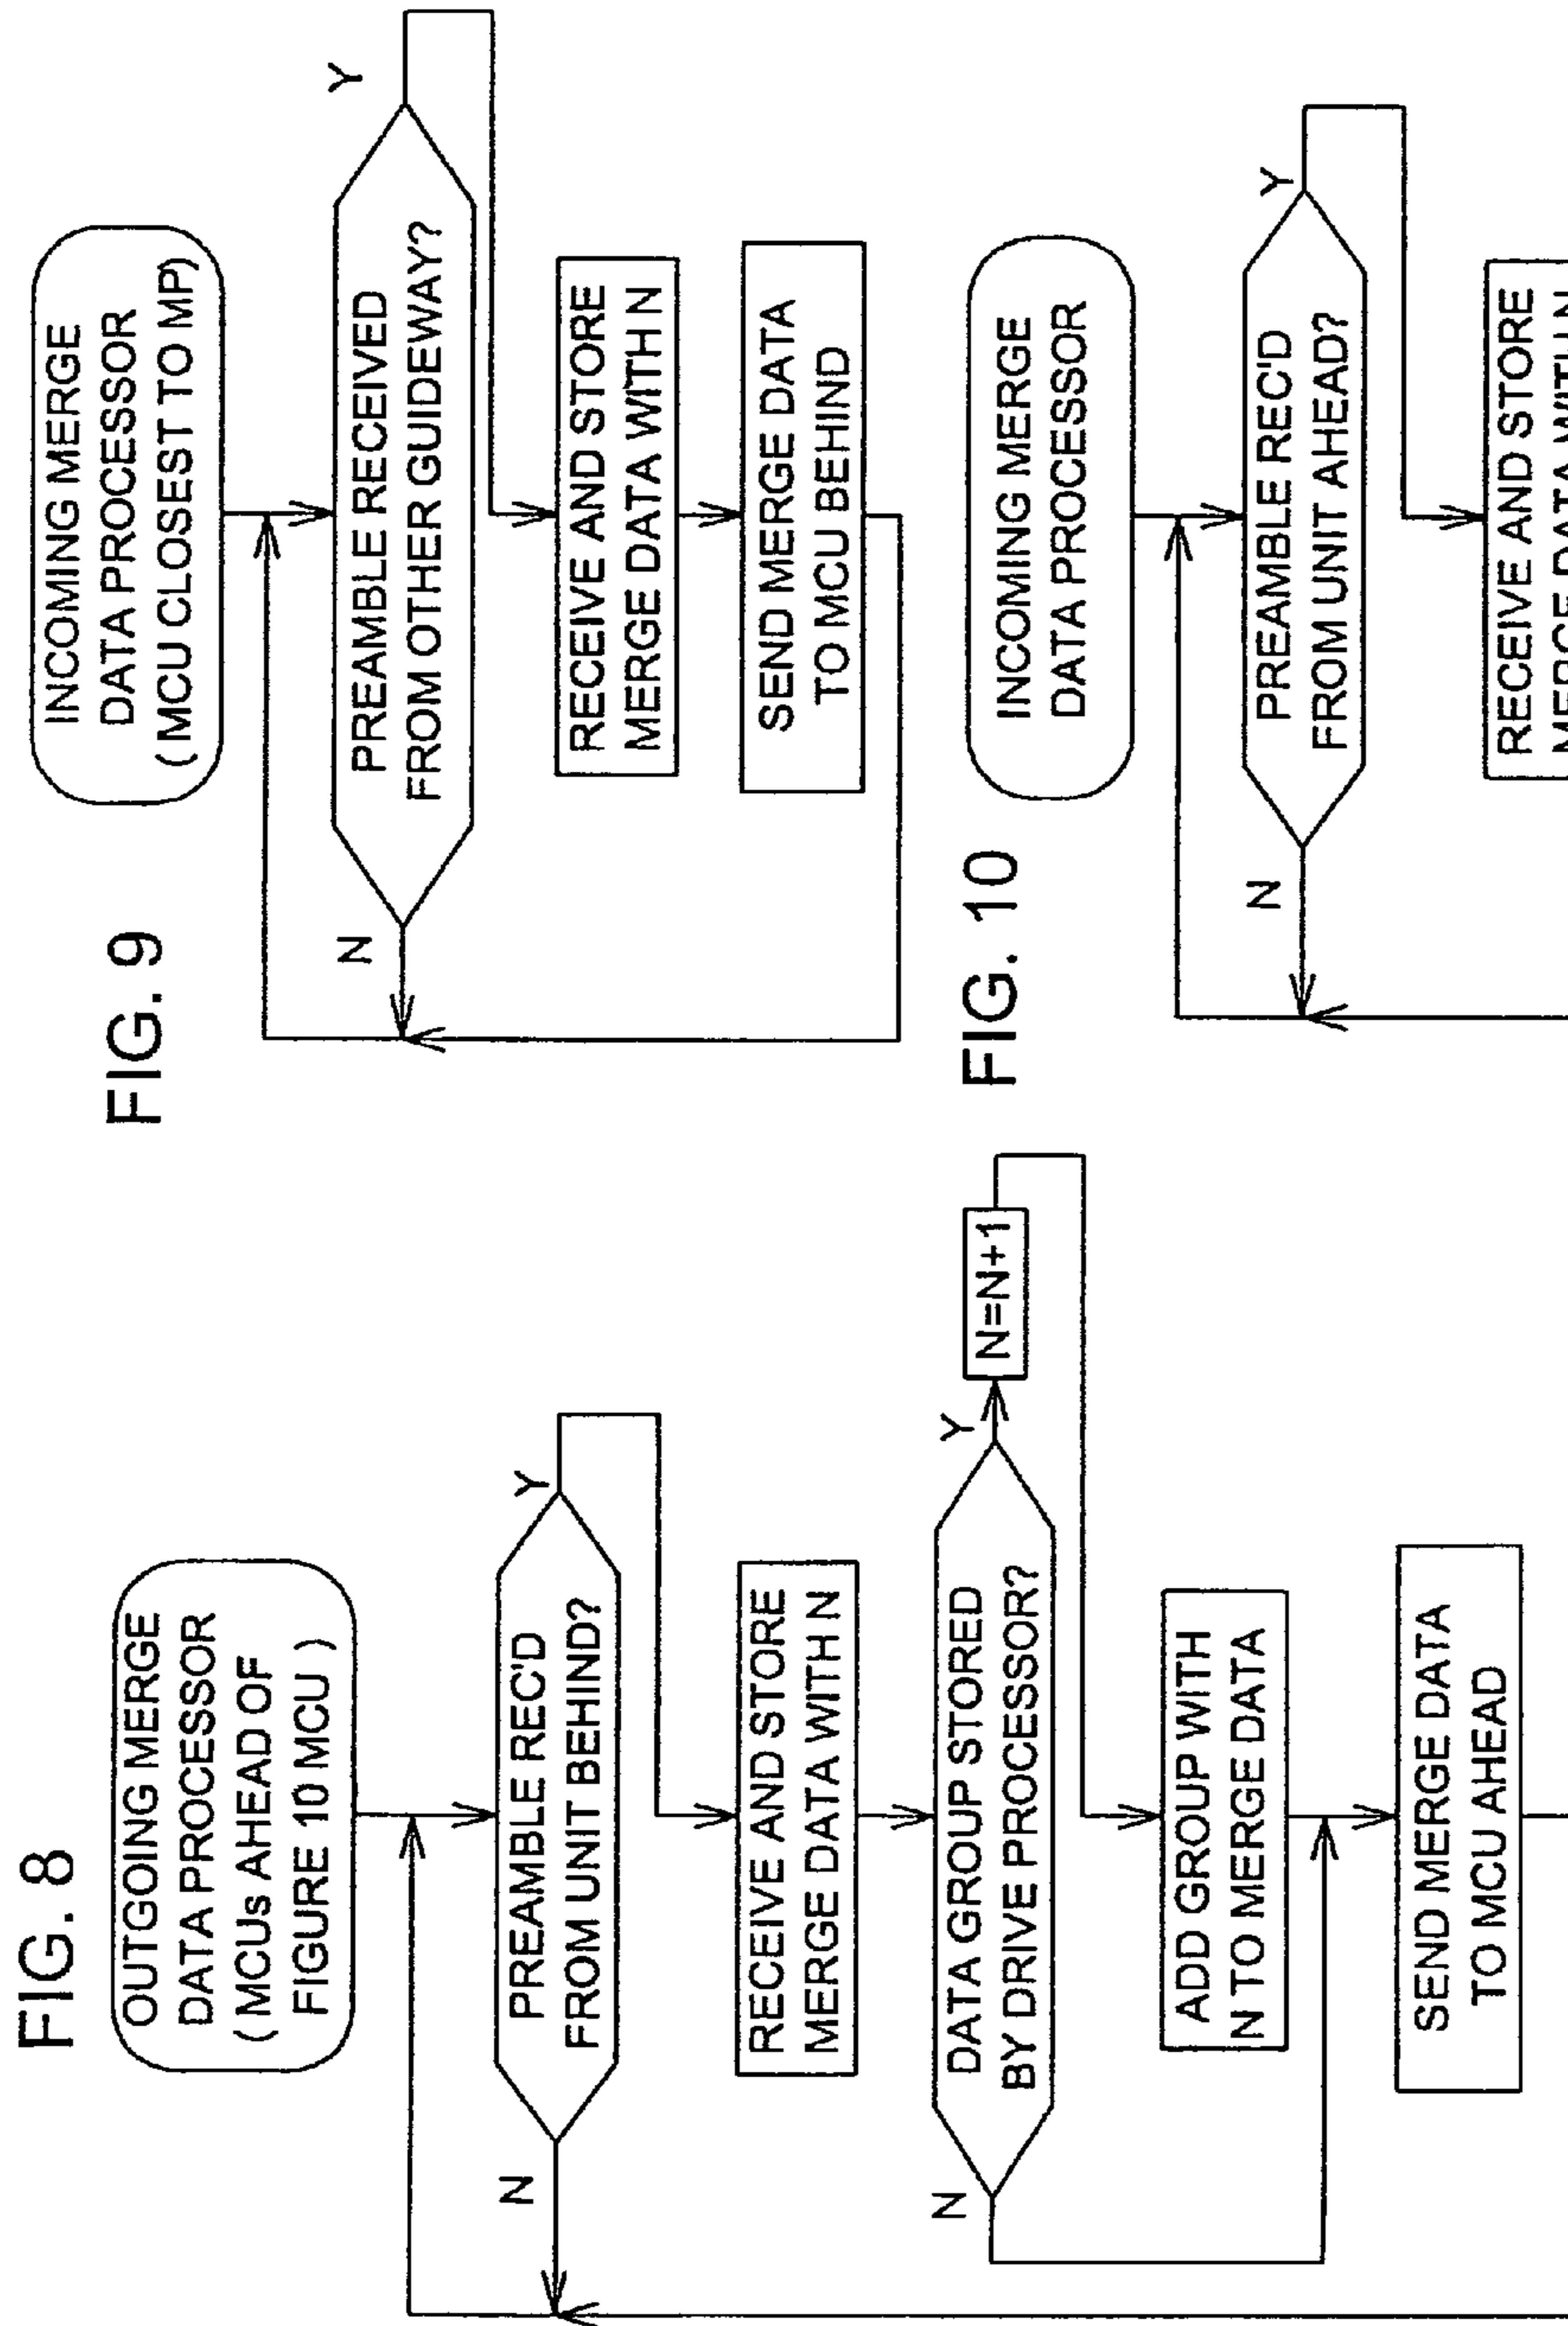 FIG. 8
OUTGOING MERGE
DATA PROCESSOR
( MCUs AHEAD OF
FIGURE 10 MCU )
PREAMBLE REC'D
FROM UNIT BEHIND?
N
Y
RECEIVE AND STORE
MERGE DATA WITH N
DATA GROUP STORED
BY DRIVE PROCESSOR?
N
Y
N=N+1
ADD GROUP WITH
N TO MERGE DATA
SEND MERGE DATA
TO MCU AHEAD
FIG. 9
INCOMING MERGE
DATA PROCESSOR
( MCU CLOSEST TO MP)
PREAMBLE RECEIVED
FROM OTHER GUIDEWAY?
N
Y
RECEIVE AND STORE
MERGE DATA WITH N
SEND MERGE DATA
TO MCU BEHIND
FIG. 10
INCOMING MERGE
DATA PROCESSOR
PREAMBLE REC'D
FROM UNIT AHEAD?
N
Y
RECEIVE AND STORE
MERGE DATA WITH N